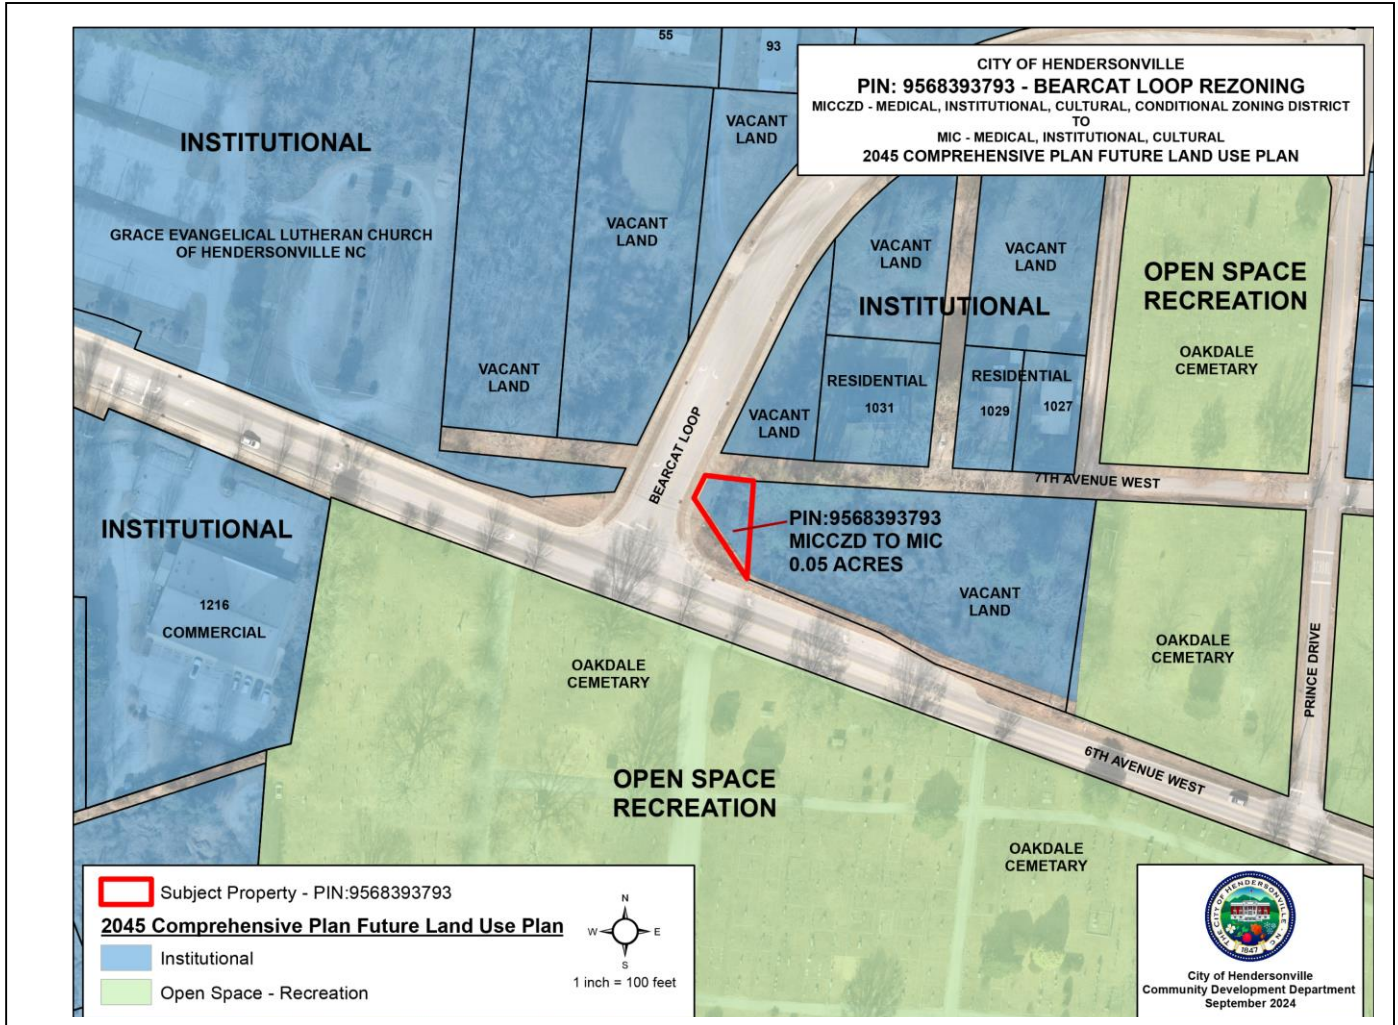 55
93
CITY OF HENDERSONVILLE
PIN: 9568393793 - BEARCAT LOOP REZONING
MICCZD - MEDICAL, INSTITUTIONAL, CULTURAL, CONDITIONAL ZONING DISTRICT
TO
MIC - MEDICAL, INSTITUTIONAL, CULTURAL
2045 COMPREHENSIVE PLAN FUTURE LAND USE PLAN
INSTITUTIONAL
GRACE EVANGELICAL LUTHERAN CHURCH
OF HENDERSONVILLE NC
VACANT
LAND
VACANT
LAND
VACANT
LAND
VACANT
LAND
VACANT
LAND
INSTITUTIONAL
OPEN SPACE
RECREATION
OAKDALE
CEMETARY
RESIDENTIAL
1031
RESIDENTIAL
1029
1027
VACANT
LAND
BEARCAT LOOP
7TH AVENUE WEST
PIN:9568393793
MICCZD TO MIC
0.05 ACRES
VACANT
LAND
INSTITUTIONAL
1216
COMMERCIAL
OAKDALE
CEMETARY
OAKDALE
CEMETARY
PRINCE DRIVE
6TH AVENUE WEST
OPEN SPACE
RECREATION
OAKDALE
CEMETARY
Subject Property - PIN:9568393793
2045 Comprehensive Plan Future Land Use Plan
Institutional
Open Space - Recreation
N
W
E
S
1 inch = 100 feet
THE CITY OF HENDERSONVILLE - NC
1847
City of Hendersonville
Community Development Department
September 2024